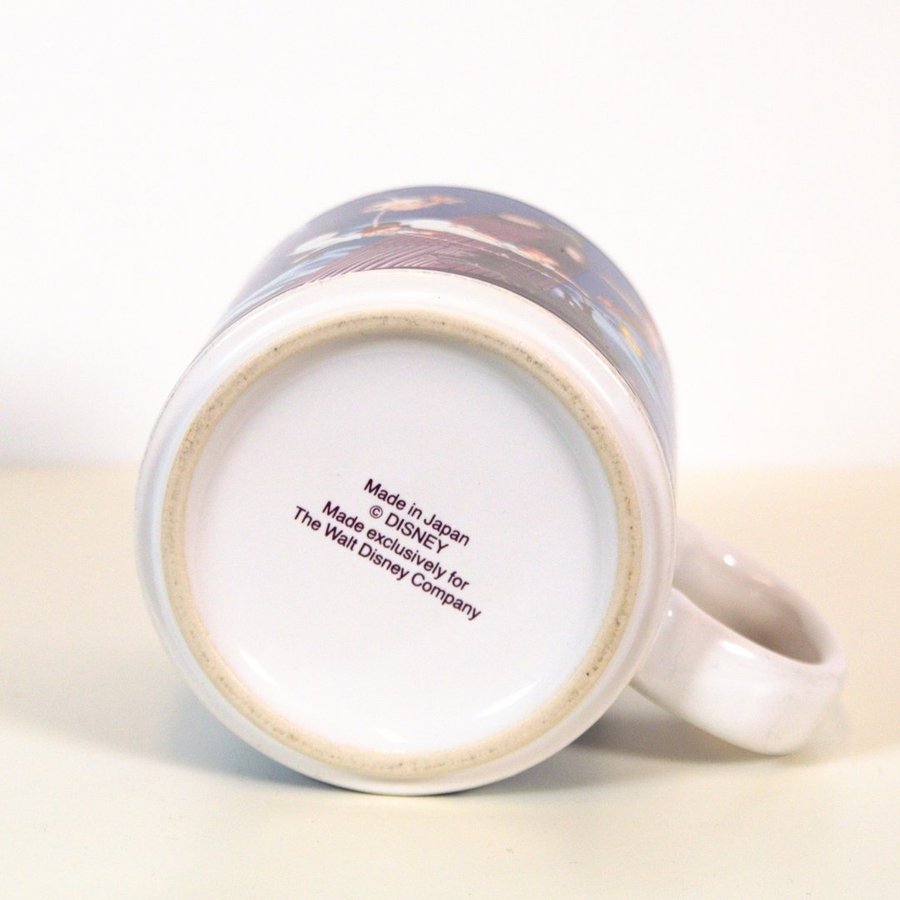 Made in Japan
© DISNEY
Made exclusively for
The Walt Disney Company